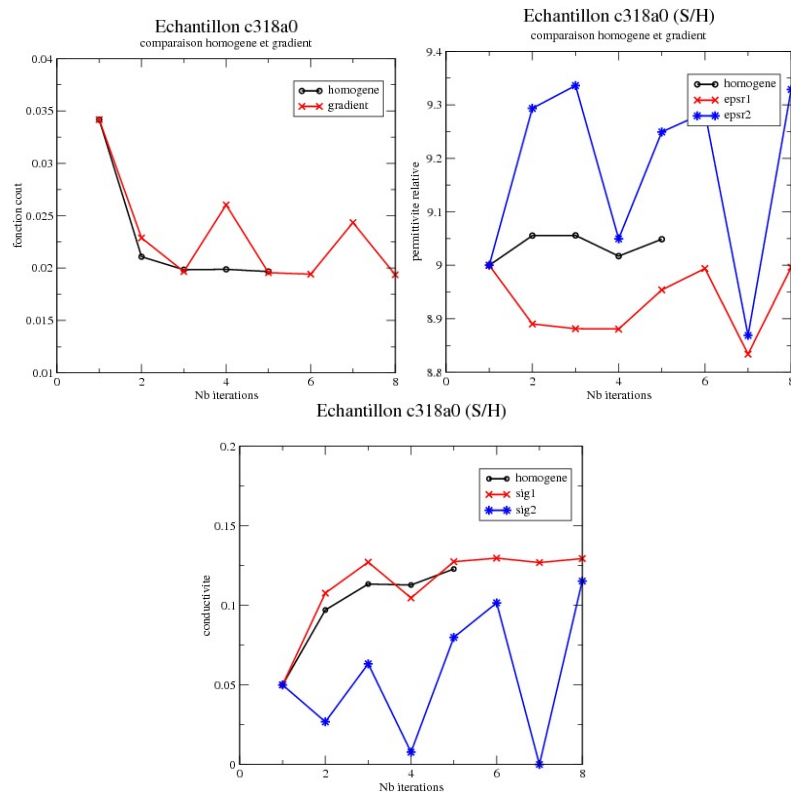 Echantillon c318a0
comparaison homogene et gradient
0.04
0.035
0.03
0.025
0.02
0.015
0.01
fonction cout
homogene
gradient
0
2
4
6
8
Nb iterations
Echantillon c318a0 (S/H)
comparaison homogene et gradient
9.4
9.3
9.2
9.1
9
8.9
8.8
permittivite relative
homogene
epsr1
epsr2
0
2
4
6
8
Nb iterations
Echantillon c318a0 (S/H)
0.2
0.15
0.1
0.05
0
conductivite
homogene
sig1
sig2
0
2
4
6
8
Nb iterations